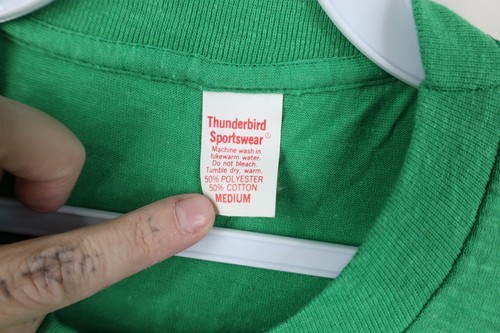 Thunderbird
Sportswear®
Machine wash in
lukewarm water.
Do not bleach.
Tumble dry, warm.
50% POLYESTER
50% COTTON
MEDIUM